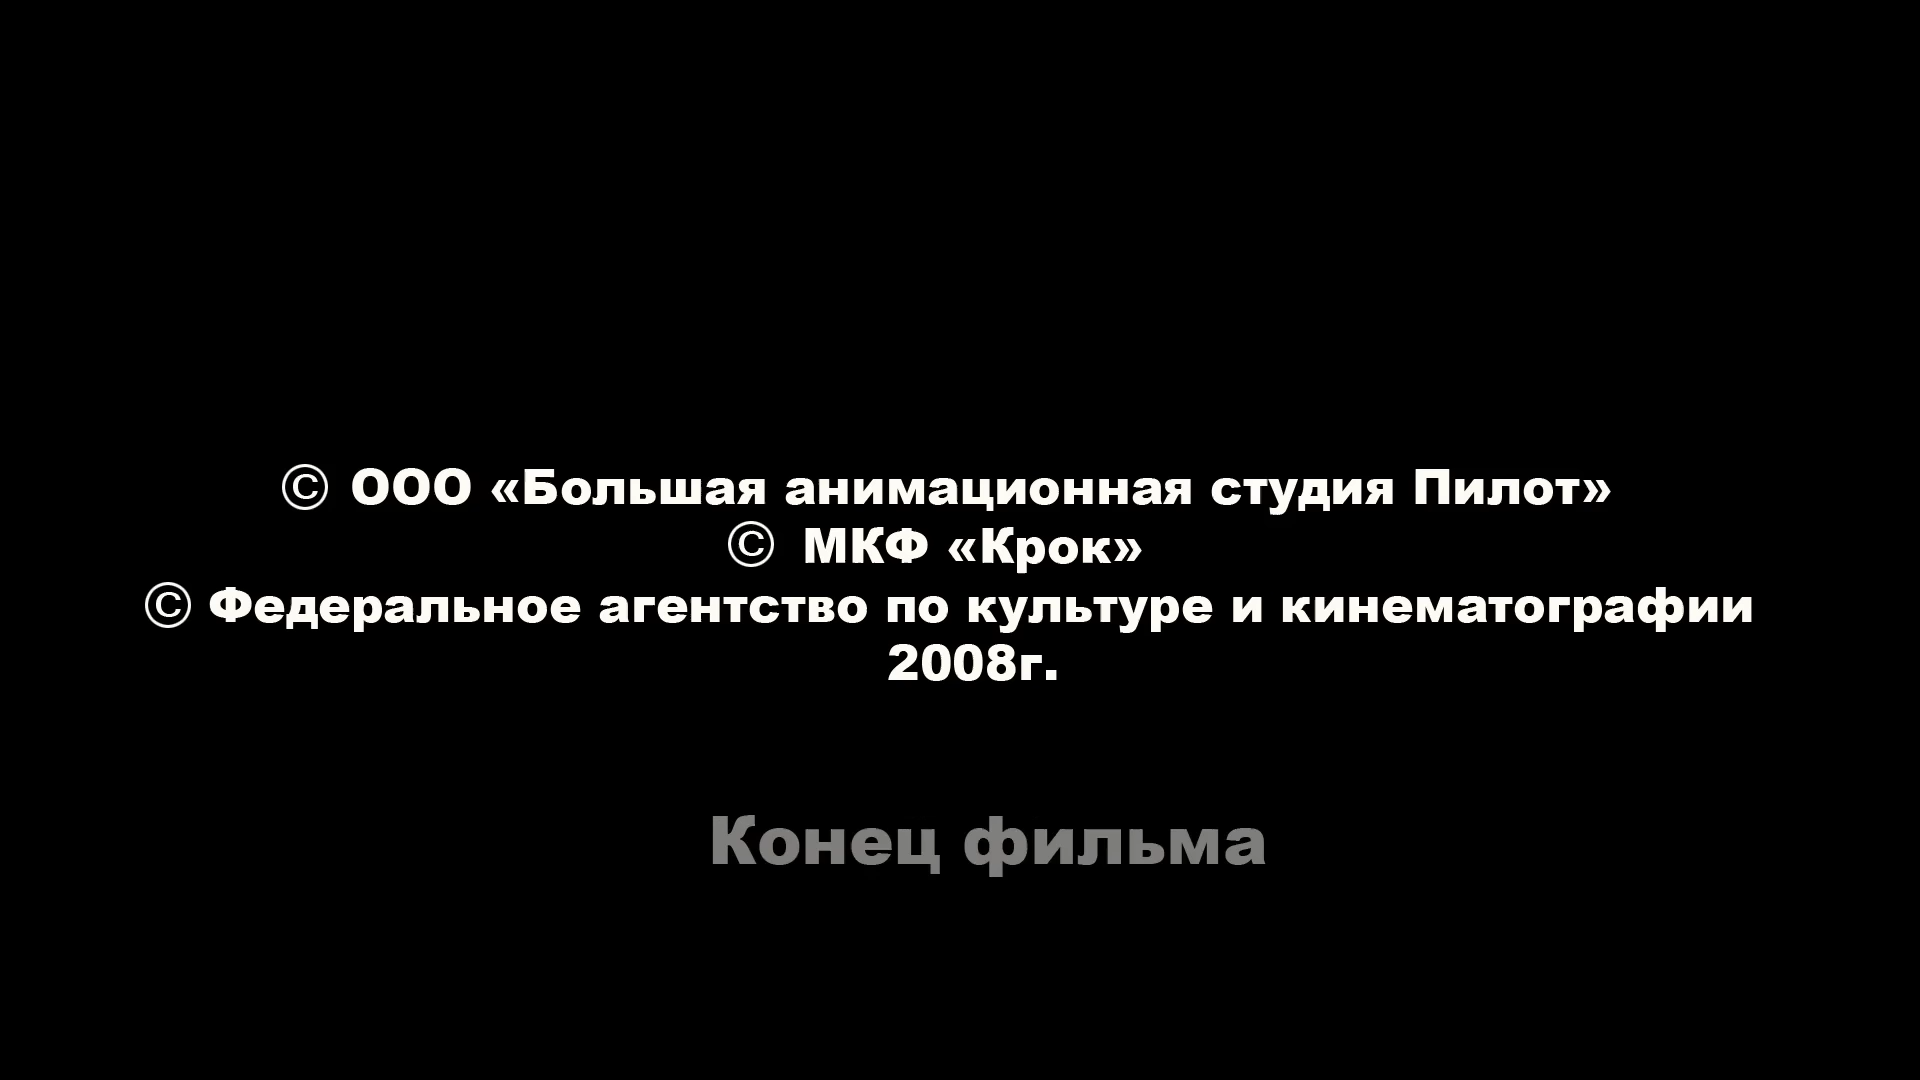 © ООО «Большая анимационная студия Пилот»
© МКФ «Крок»
© Федеральное агентство по культуре и кинематографии
2008г.
Конец фильма